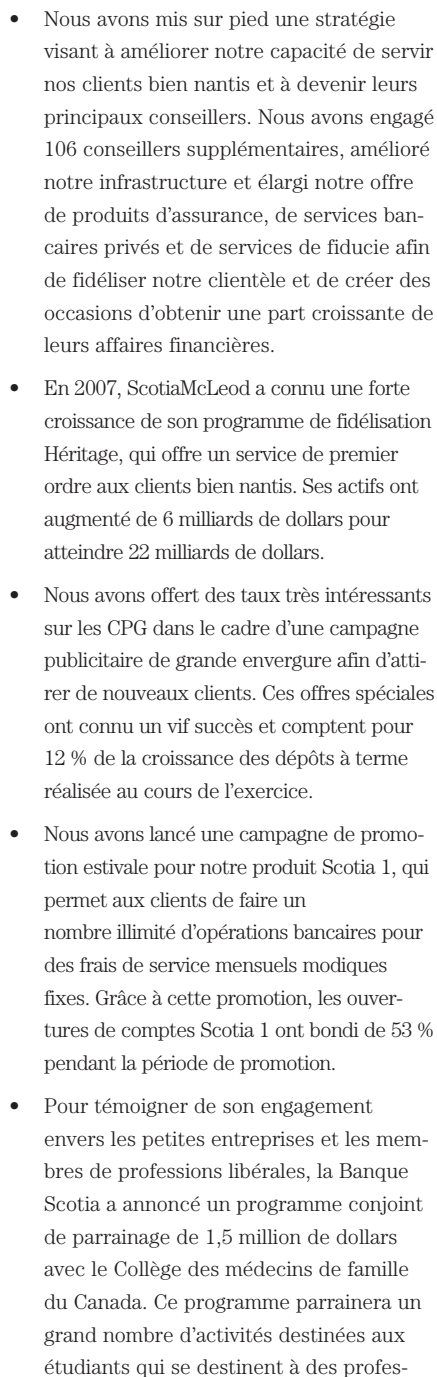 • Nous avons mis sur pied une stratégie
visant à améliorer notre capacité de servir
nos clients bien nantis et à devenir leurs
principaux conseillers. Nous avons engagé
106 conseillers supplémentaires, amélioré
notre infrastructure et élargi notre offre
de produits d'assurance, de services ban-
caires privés et de services de fiducie afin
de fidéliser notre clientèle et de créer des
occasions d'obtenir une part croissante de
leurs affaires financières.
• En 2007, ScotiaMcLeod a connu une forte
croissance de son programme de fidélisation
Héritage, qui offre un service de premier
ordre aux clients bien nantis. Ses actifs ont
augmenté de 6 milliards de dollars pour
atteindre 22 milliards de dollars.
• Nous avons offert des taux très intéressants
sur les CPG dans le cadre d'une campagne
publicitaire de grande envergure afin d'atti-
rer de nouveaux clients. Ces offres spéciales
ont connu un vif succès et comptent pour
12 % de la croissance des dépôts à terme
réalisée au cours de l'exercice.
• Nous avons lancé une campagne de promo-
tion estivale pour notre produit Scotia 1, qui
permet aux clients de faire un
nombre illimité d'opérations bancaires pour
des frais de service mensuels modiques
fixes. Grâce à cette promotion, les ouver-
tures de comptes Scotia 1 ont bondi de 53 %
pendant la période de promotion.
• Pour témoigner de son engagement
envers les petites entreprises et les mem-
bres de professions libérales, la Banque
Scotia a annoncé un programme conjoint
de parrainage de 1,5 million de dollars
avec le Collège des médecins de famille
du Canada. Ce programme parrainera un
grand nombre d'activités destinées aux
étudiants qui se destinent à des profes-